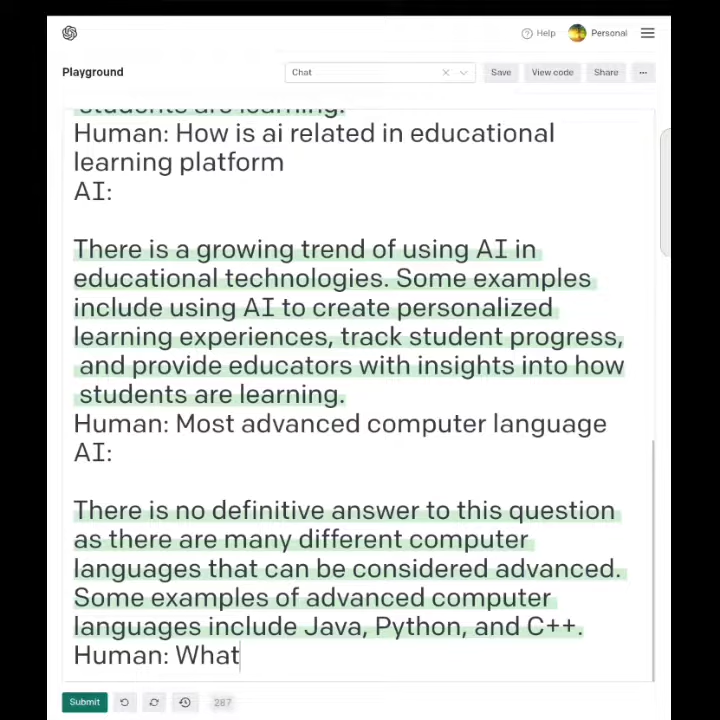 Help
Personal
Playground
Chat
Save
View code
Share
...
students are learning.
Human: How is ai related in educational
learning platform
AI:
There is a growing trend of using AI in
educational technologies. Some examples
include using AI to create personalized
learning experiences, track student progress,
and provide educators with insights into how
students are learning.
Human: Most advanced computer language
AI:
There is no definitive answer to this question
as there are many different computer
languages that can be considered advanced.
Some examples of advanced computer
languages include Java, Python, and C++.
Human: What
Submit
287